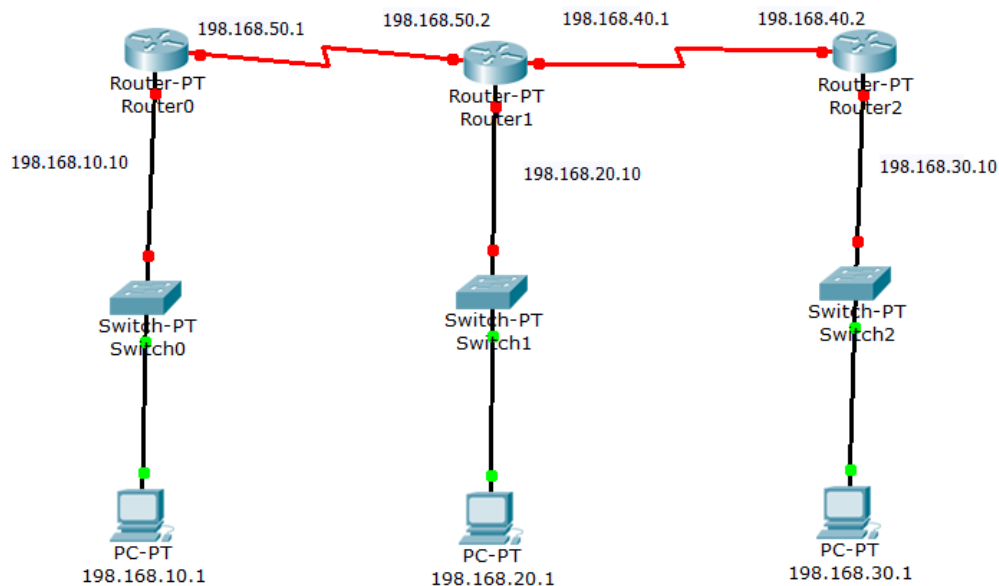 198.168.50.1
198.168.50.2
198.168.40.1
198.168.40.2
Router-PT
Router0
Router-PT
Router1
Router-PT
Router2
198.168.10.10
198.168.20.10
198.168.30.10
Switch-PT
Switch0
Switch-PT
Switch1
Switch-PT
Switch2
PC-PT
198.168.10.1
PC-PT
198.168.20.1
PC-PT
198.168.30.1